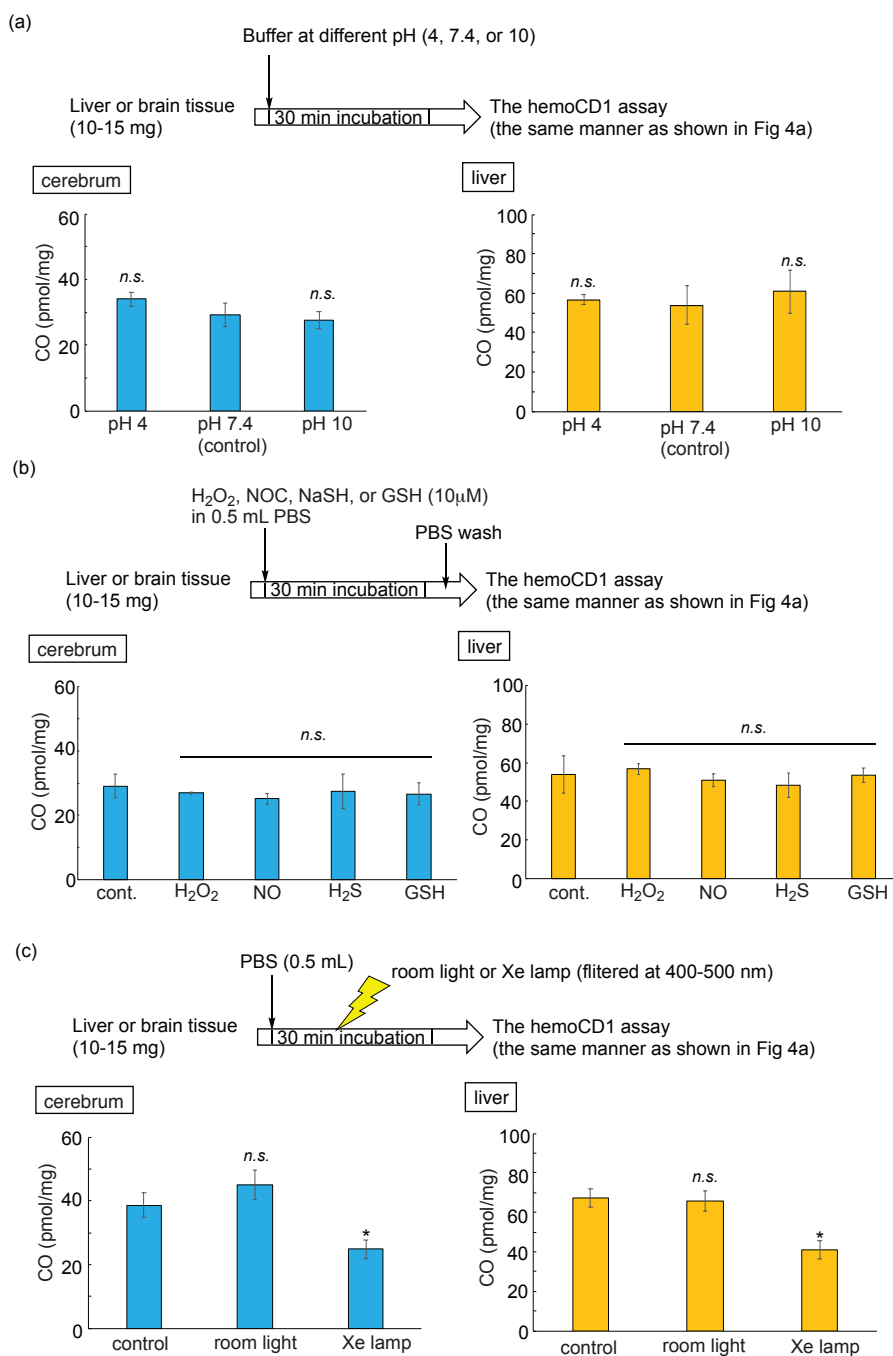 (a)
Buffer at different pH (4, 7.4, or 10)
Liver or brain tissue
(10-15 mg)
30 min incubation
The hemoCD1 assay
(the same manner as shown in Fig 4a)
cerebrum
CO (pmol/mg)
60
40
20
0
n.s.
n.s.
pH 4
pH 7.4
(control)
pH 10
liver
CO (pmol/mg)
100
80
60
40
20
0
n.s.
n.s.
pH 4
pH 7.4
(control)
pH 10
(b)
H₂O₂, NOC, NaSH, or GSH (10μM)
in 0.5 mL PBS
PBS wash
Liver or brain tissue
(10-15 mg)
30 min incubation
The hemoCD1 assay
(the same manner as shown in Fig 4a)
cerebrum
CO (pmol/mg)
60
40
20
0
n.s.
cont.
H₂O₂
NO
H₂S
GSH
liver
CO (pmol/mg)
100
80
60
40
20
0
n.s.
cont.
H₂O₂
NO
H₂S
GSH
(c)
PBS (0.5 mL)
room light or Xe lamp (flitered at 400-500 nm)
Liver or brain tissue
(10-15 mg)
30 min incubation
The hemoCD1 assay
(the same manner as shown in Fig 4a)
cerebrum
CO (pmol/mg)
60
40
20
0
n.s.
*
control
room light
Xe lamp
liver
CO (pmol/mg)
100
80
60
40
20
0
n.s.
*
control
room light
Xe lamp